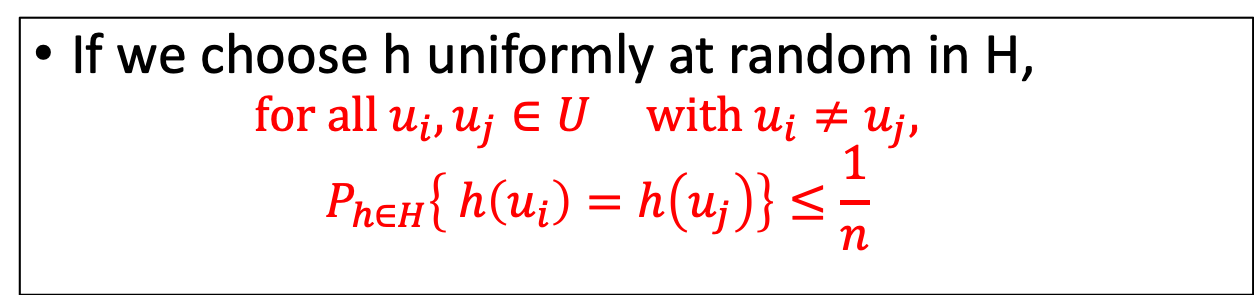 • If we choose h uniformly at random in H,
for all uᵢ, uⱼ ∈ U with uᵢ ≠ uⱼ,
P_{h∈H}{ h(uᵢ) = h(uⱼ)} ≤ 1/n